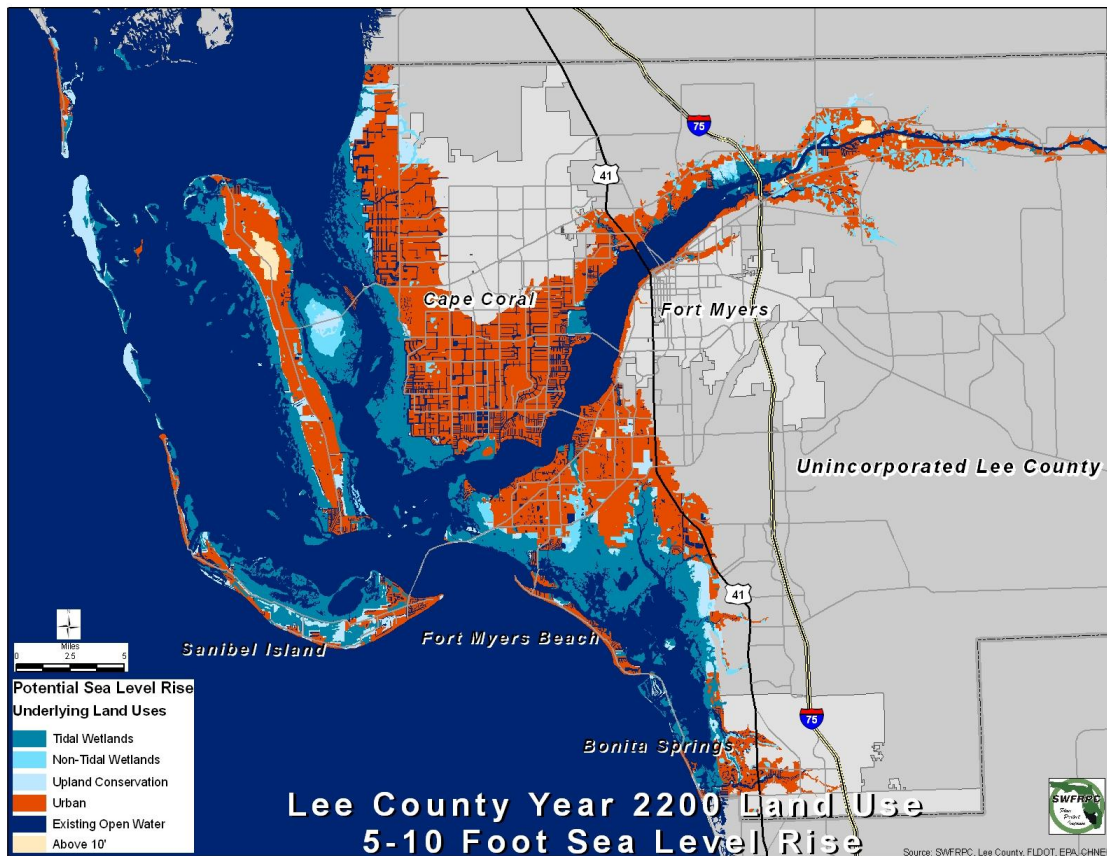 75
41
Cape Coral
Fort Myers
Unincorporated Lee County
41
Sanibel Island
Fort Myers Beach
Miles
0 2.5 5
75
Bonita Springs
Potential Sea Level Rise
Underlying Land Uses
Tidal Wetlands
Non-Tidal Wetlands
Upland Conservation
Urban
Existing Open Water
Above 10'
Lee County Year 2200 Land Use
5-10 Foot Sea Level Rise
SWFRPC
Source: SWFRPC, Lee County, FLDOT, EPA, CHNE